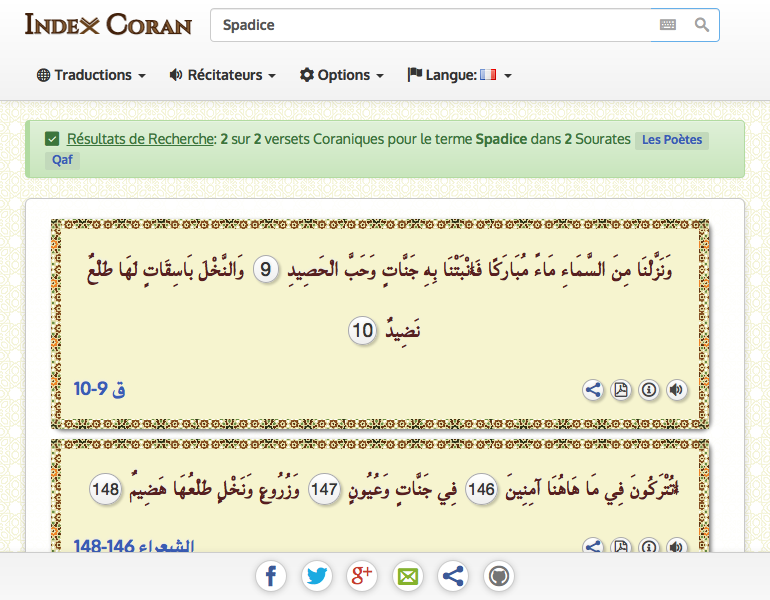 Index Coran
Spadice
Traductions Récitateurs Options Langue:
Résultats de Recherche: 2 sur 2 versets Coraniques pour le terme Spadice dans 2 Sourates Les Poètes
Qaf
وَنَزَّلْنَا مِنَ السَّمَاءِ مَاءً مُّبَارَكًا فَأَنْبَتْنَا بِهِ جَنَّاتٍ وَحَبَّ الْحَصِيدِ 9 وَالنَّخْلَ بَاسِقَاتٍ لَهَا طَلْعٌ
نَضِيدٌ 10
ق 9-10
أَتُتْرَكُونَ فِي مَا هَاهُنَا آمِنِينَ 146 فِي جَنَّاتٍ وَعُيُونٍ 147 وَزُرُوعٍ وَنَخْلٍ طَلْعُهَا هَضِيمٌ 148
الشعراء 146-148
f g+